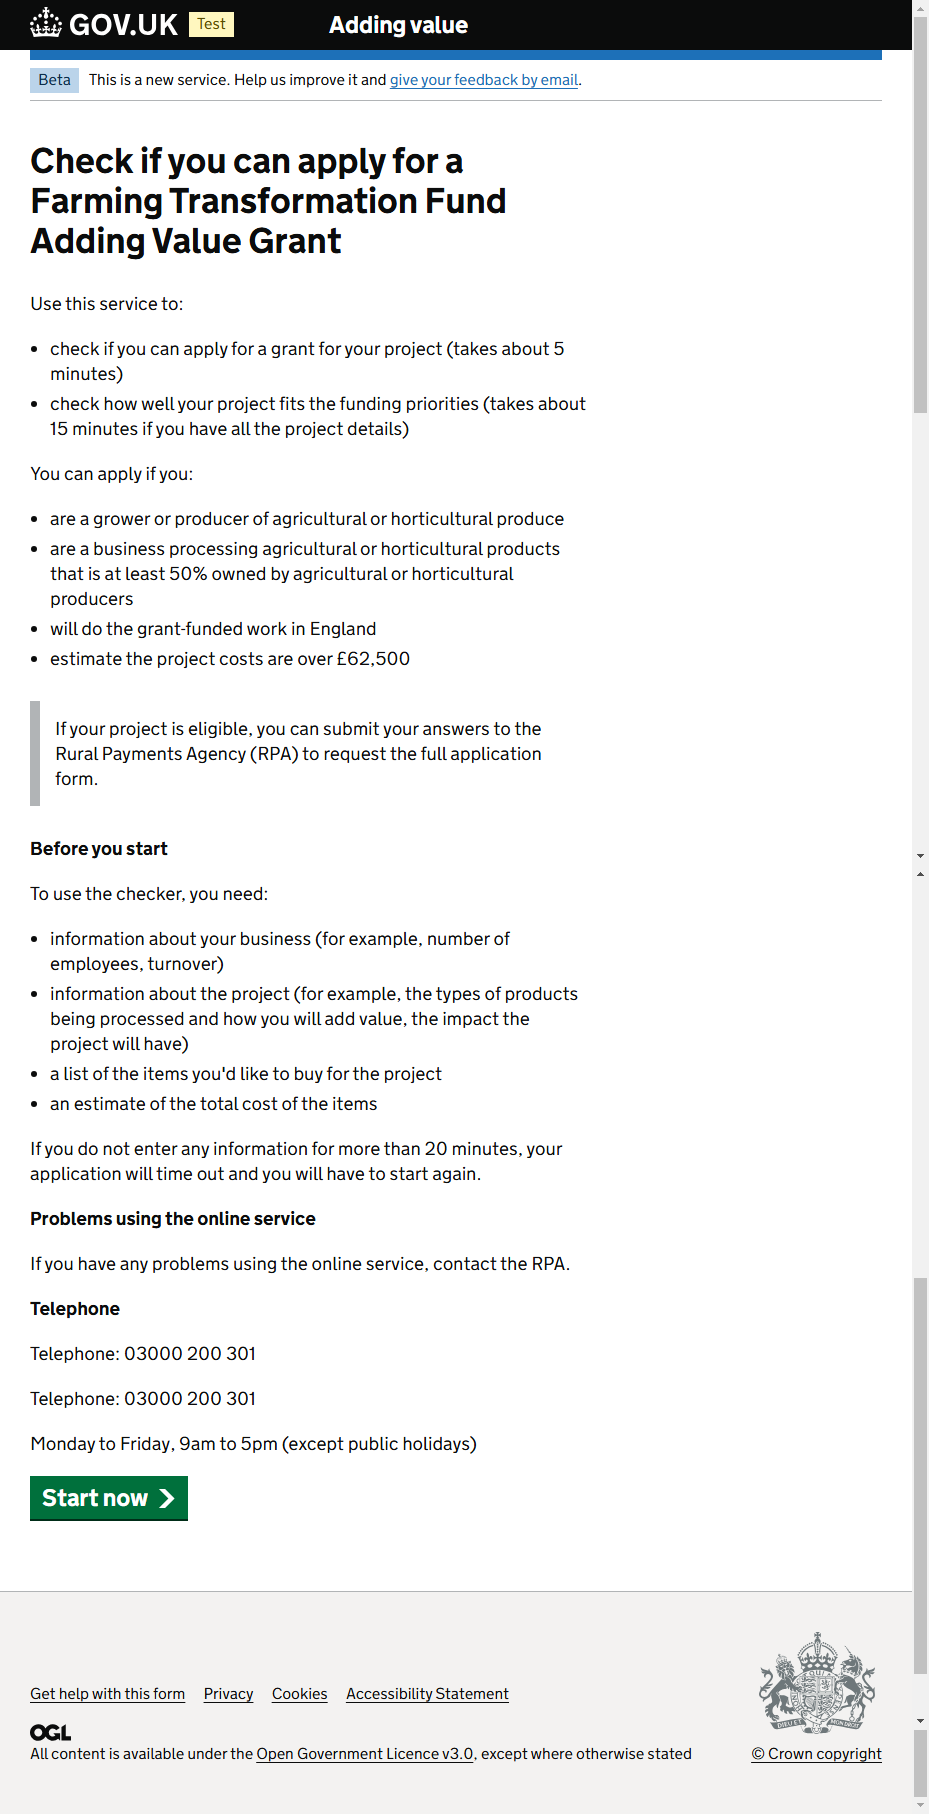 GOV.UK Test Adding value
Beta This is a new service. Help us improve it and give your feedback by email.
Check if you can apply for a
Farming Transformation Fund
Adding Value Grant
Use this service to:
• check if you can apply for a grant for your project (takes about 5
minutes)
• check how well your project fits the funding priorities (takes about
15 minutes if you have all the project details)
You can apply if you:
• are a grower or producer of agricultural or horticultural produce
• are a business processing agricultural or horticultural products
that is at least 50% owned by agricultural or horticultural
producers
• will do the grant-funded work in England
• estimate the project costs are over £62,500
If your project is eligible, you can submit your answers to the
Rural Payments Agency (RPA) to request the full application
form.
Before you start
To use the checker, you need:
• information about your business (for example, number of
employees, turnover)
• information about the project (for example, the types of products
being processed and how you will add value, the impact the
project will have)
• a list of the items you'd like to buy for the project
• an estimate of the total cost of the items
If you do not enter any information for more than 20 minutes, your
application will time out and you will have to start again.
Problems using the online service
If you have any problems using the online service, contact the RPA.
Telephone
Telephone: 03000 200 301
Telephone: 03000 200 301
Monday to Friday, 9am to 5pm (except public holidays)
Start now
Get help with this form Privacy Cookies Accessibility Statement
OGL
All content is available under the Open Government Licence v3.0, except where otherwise stated
© Crown copyright